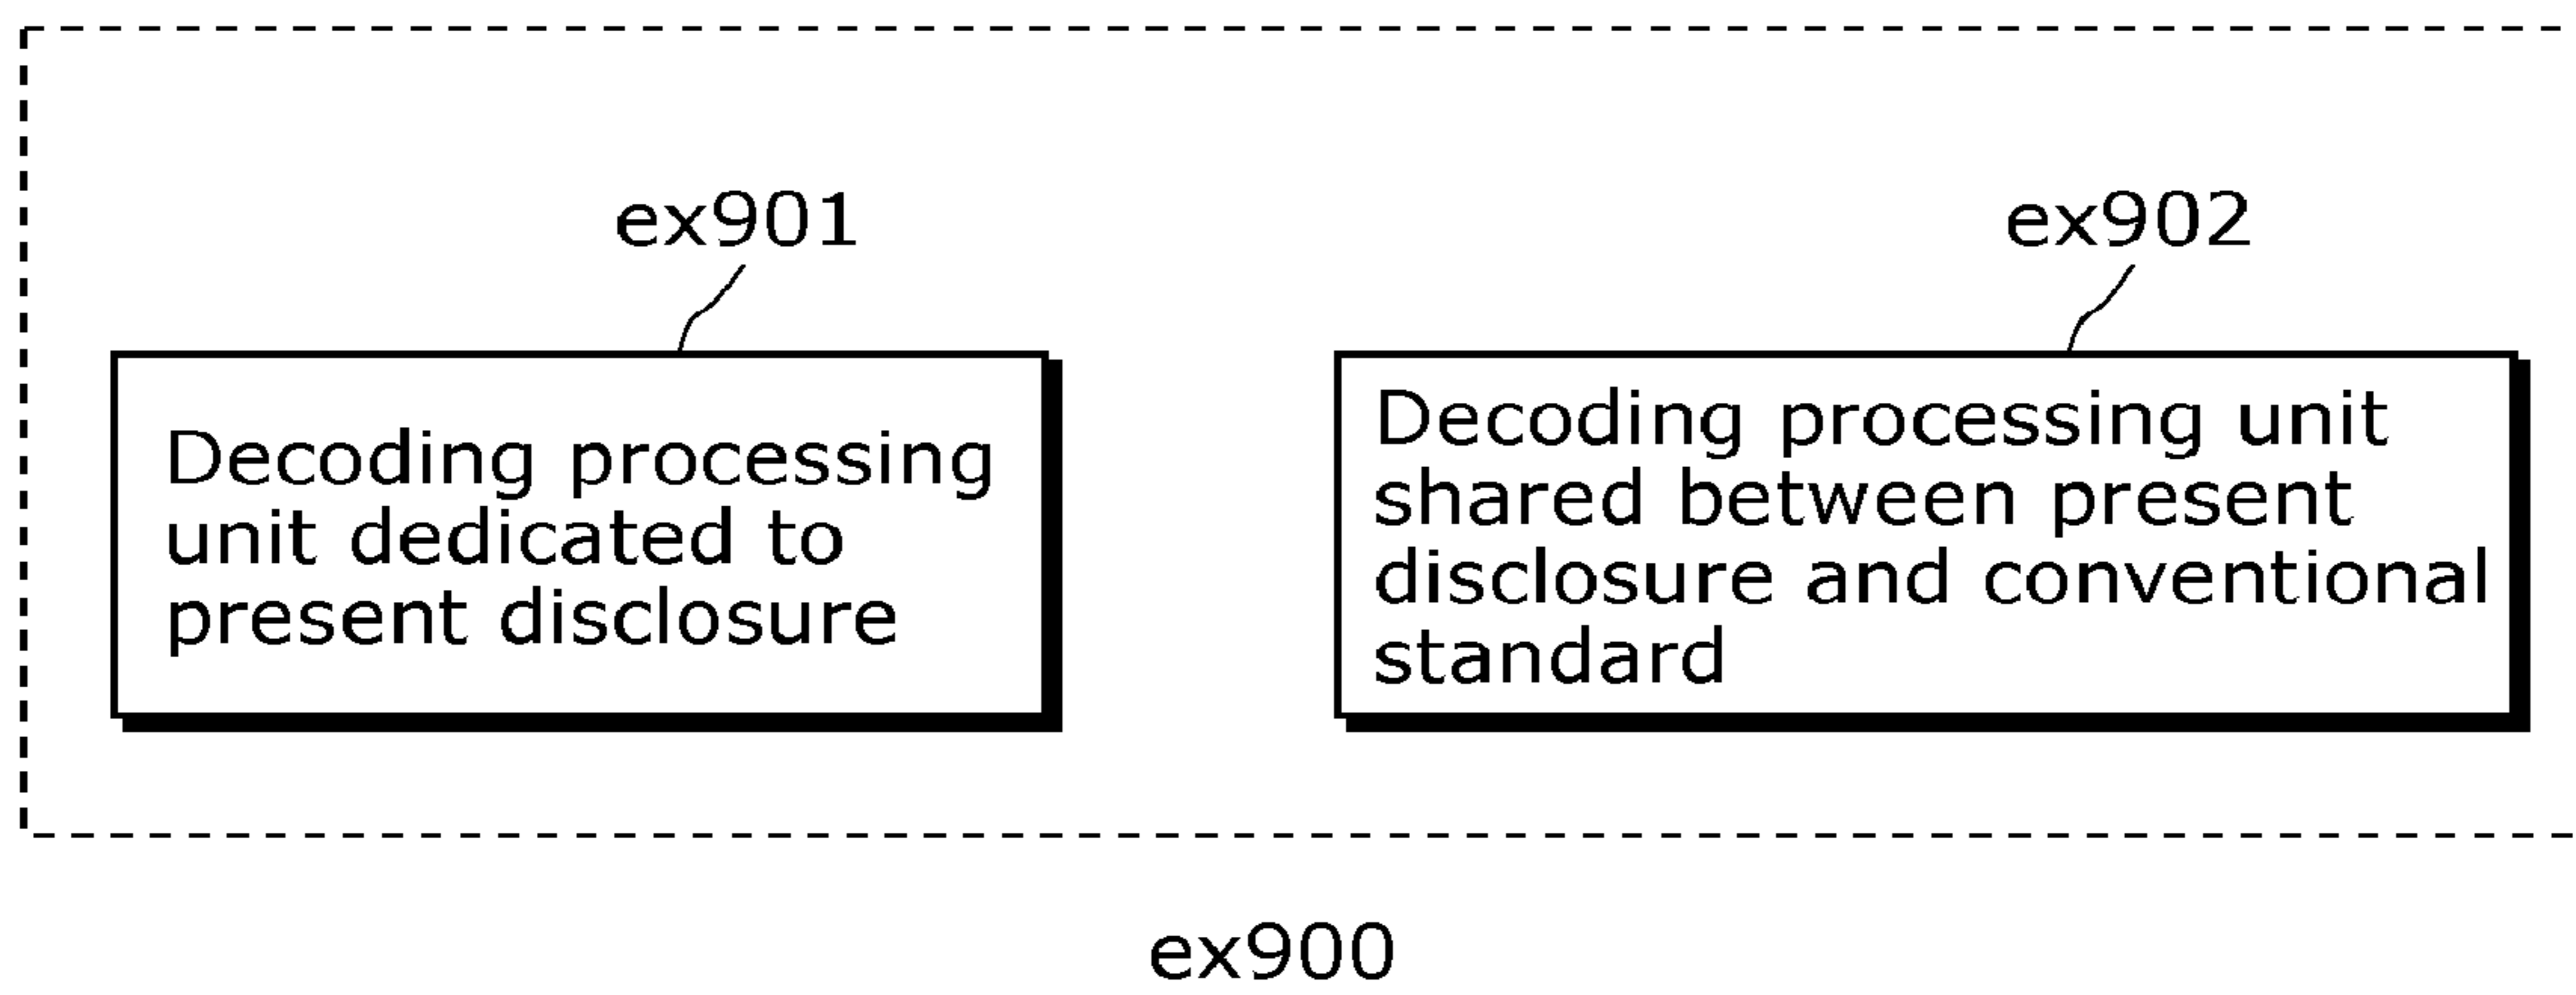 ex901
ex902
Decoding processing
unit dedicated to
present disclosure
Decoding processing unit
shared between present
disclosure and conventional
standard
ex900